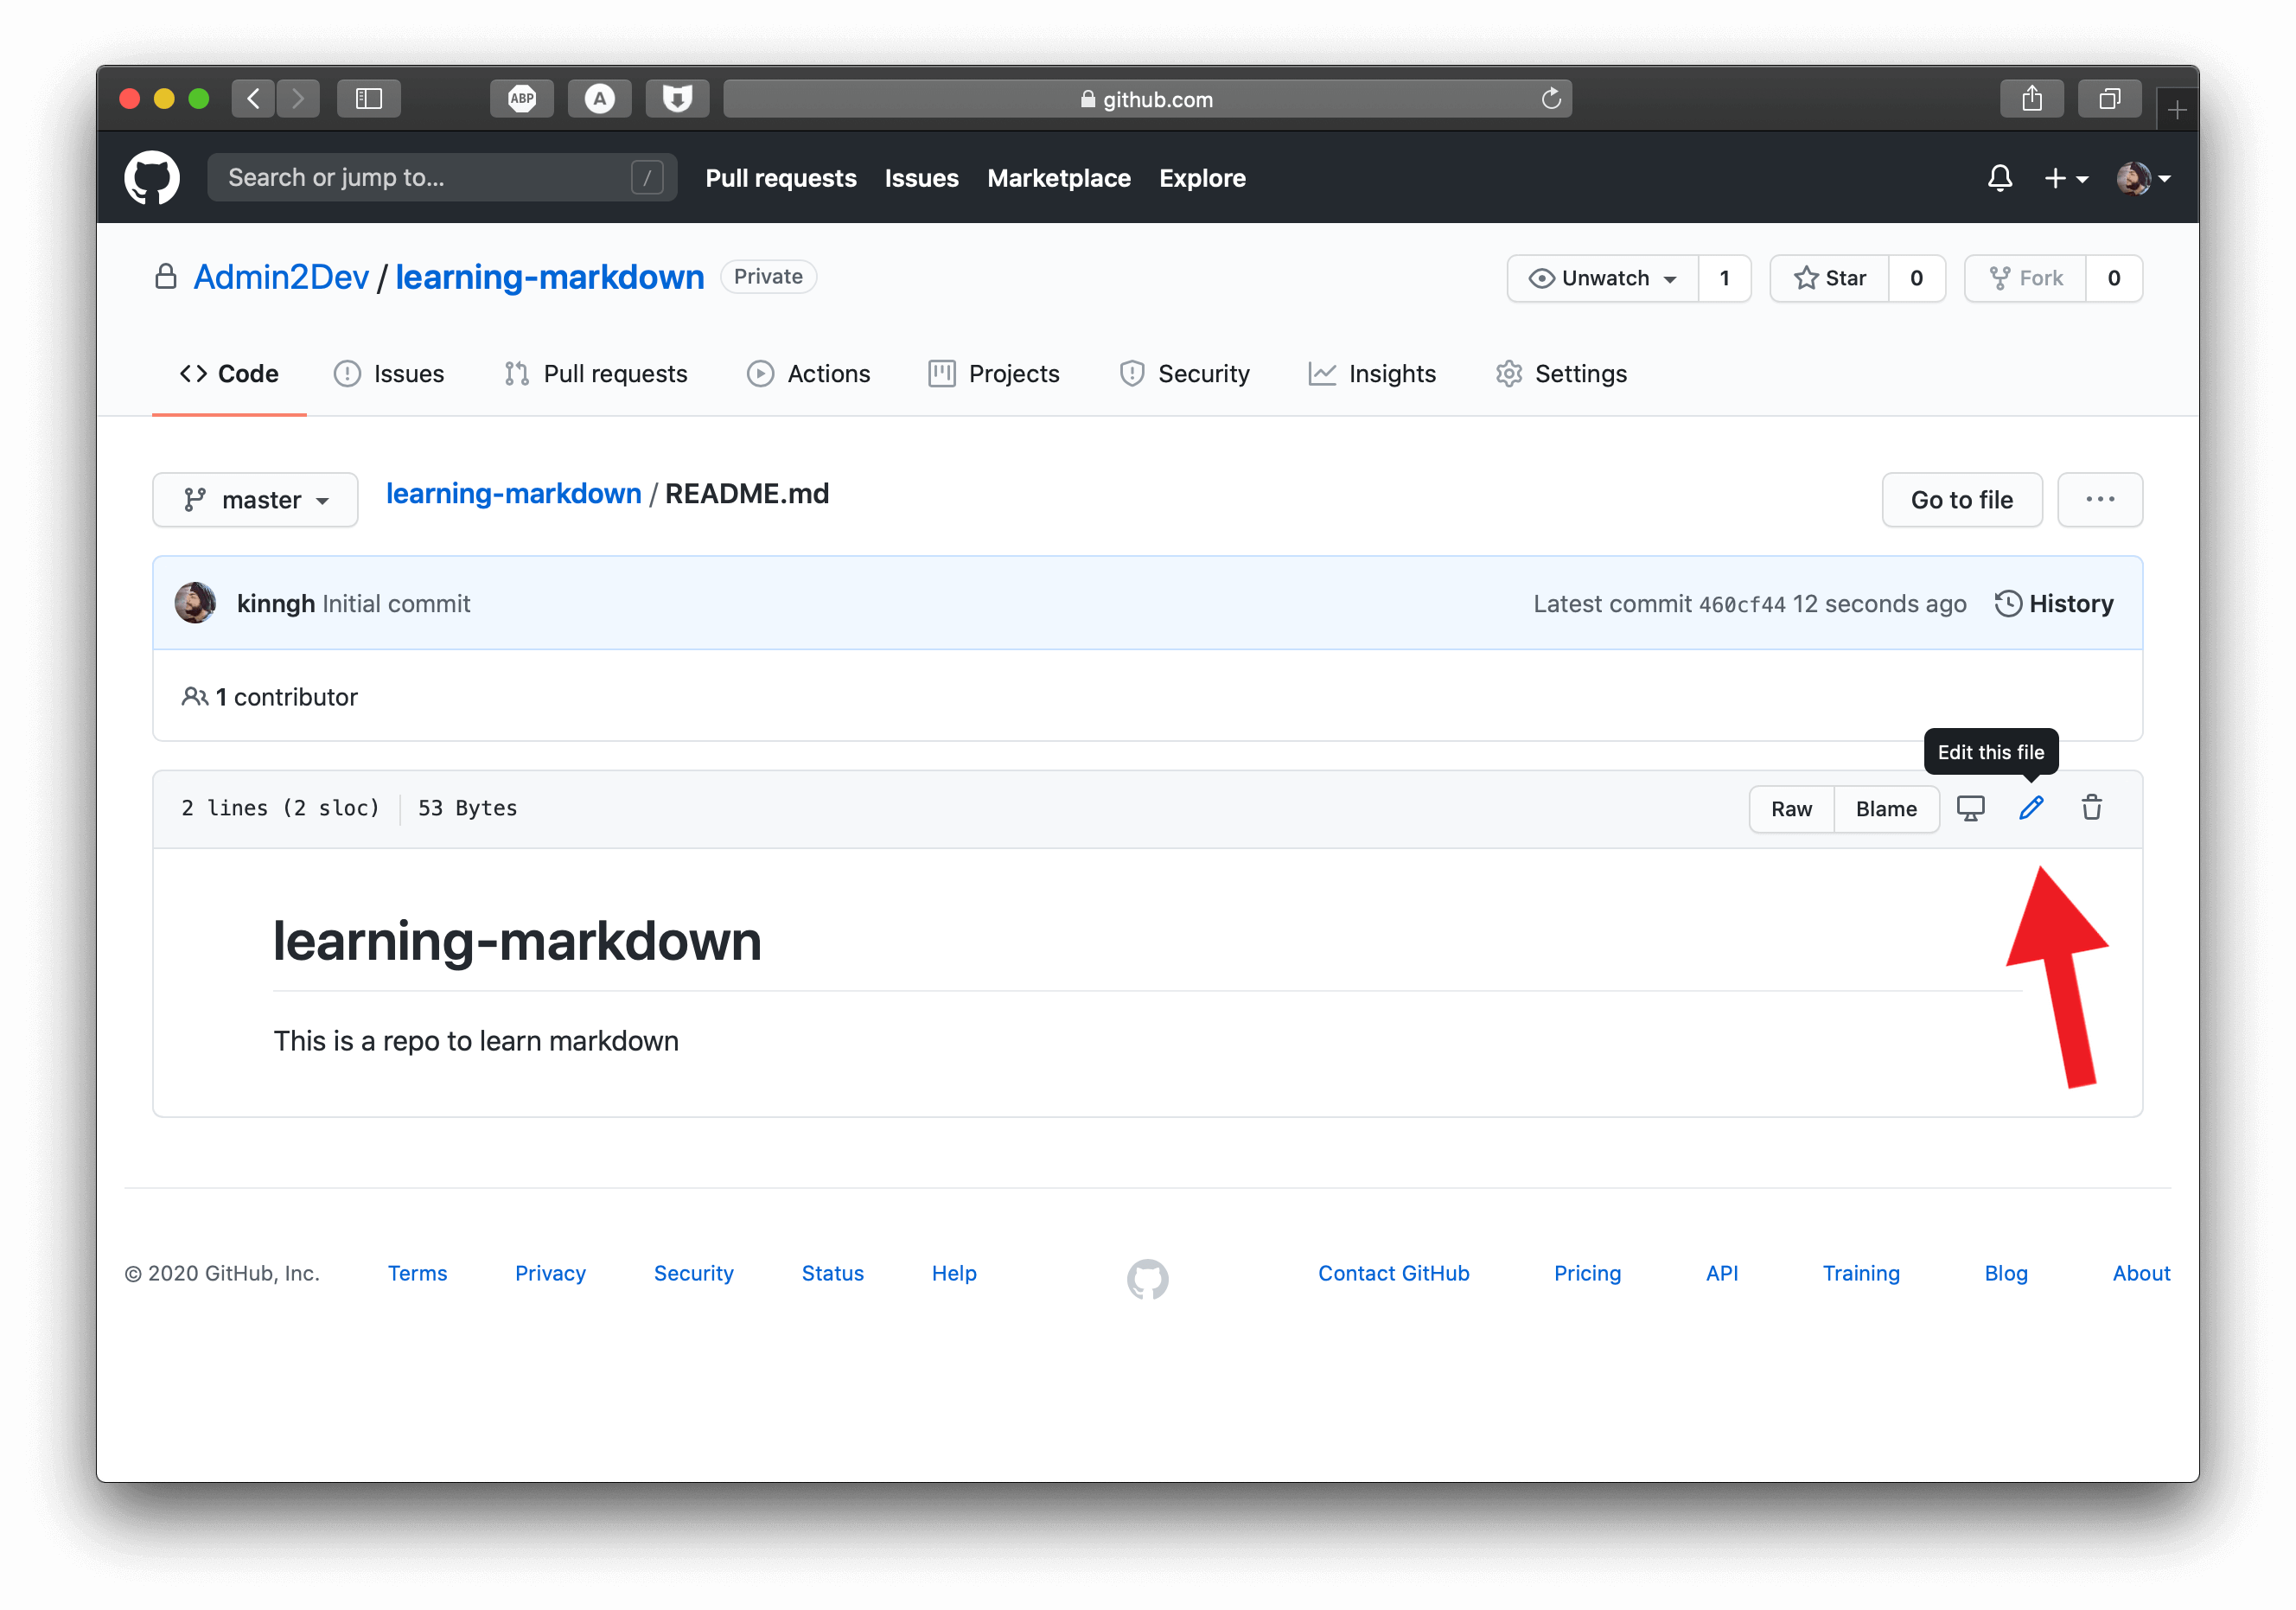 ABP A github.com
Search or jump to... / Pull requests Issues Marketplace Explore
Admin2Dev / learning-markdown Private Unwatch 1 Star 0 Fork 0
Code Issues Pull requests Actions Projects Security Insights Settings
master learning-markdown / README.md Go to file ...
kinngh Initial commit Latest commit 460cf44 12 seconds ago History
1 contributor
Edit this file
2 lines (2 sloc) 53 Bytes Raw Blame
learning-markdown
This is a repo to learn markdown
© 2020 GitHub, Inc. Terms Privacy Security Status Help Contact GitHub Pricing API Training Blog About